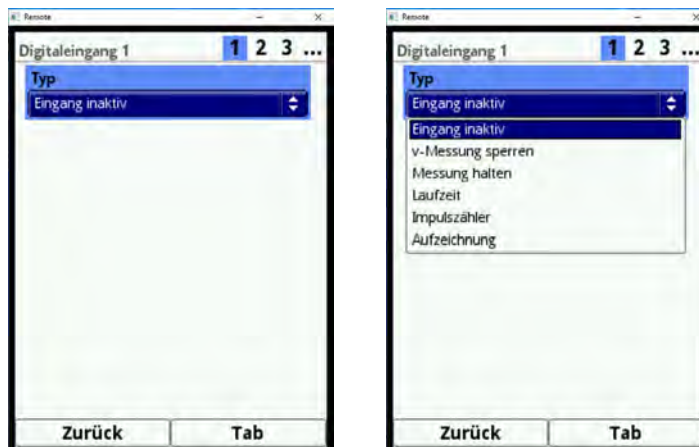 Remote
Digitaleingang 1 1 2 3 ...
Typ
Eingang inaktiv
Zurück Tab
Remote
Digitaleingang 1 1 2 3 ...
Typ
Eingang inaktiv
Eingang inaktiv
v-Messung sperren
Messung halten
Laufzeit
Impulszähler
Aufzeichnung
Zurück Tab